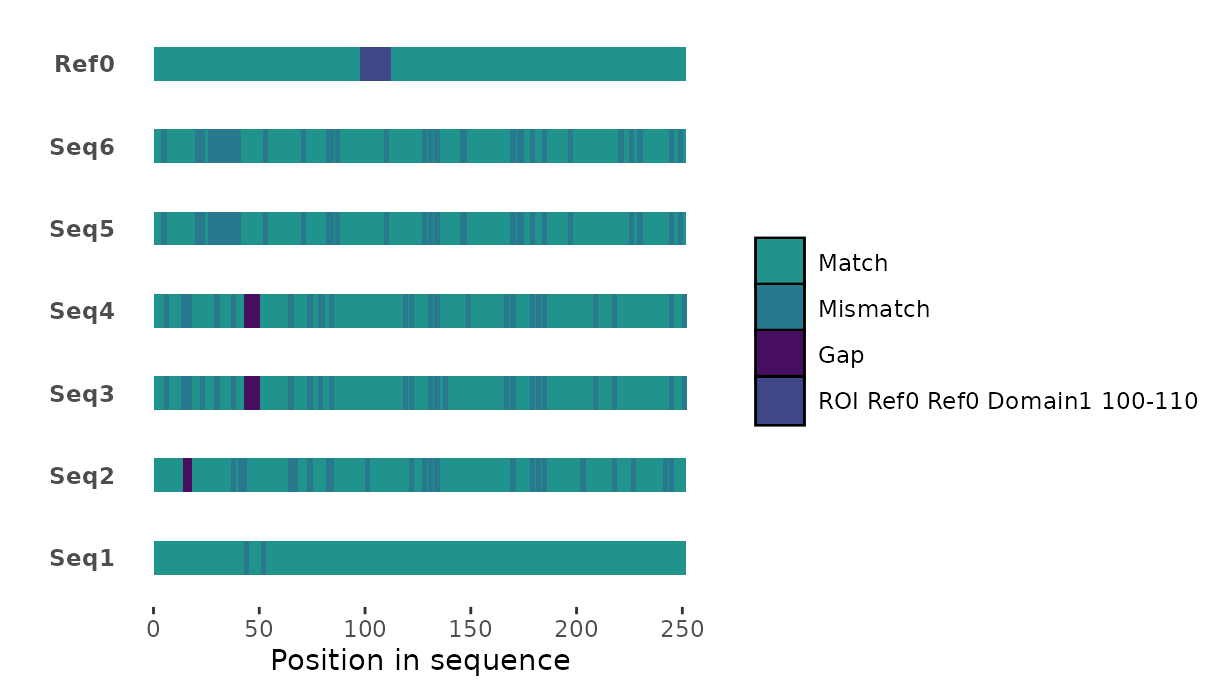 Ref0
Seq6
Seq5
Seq4
Seq3
Seq2
Seq1
0 50 100 150 200 250
Position in sequence
Match
Mismatch
Gap
ROI Ref0 Ref0 Domain1 100-110